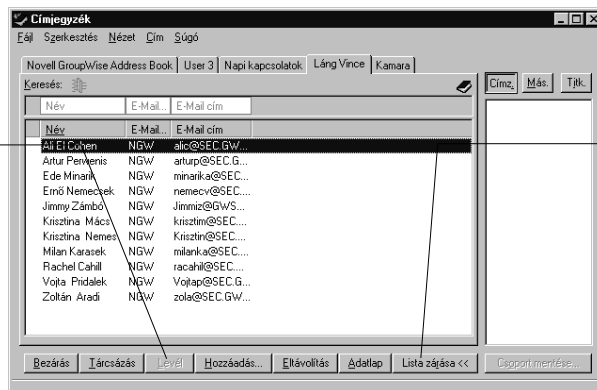 Címjegyzék
Fájl Szerkesztés Nézet Cím Súgó
Novell GroupWise Address Book User 3 Napi kapcsolatok Láng Vince Kamara
Keresés:
Címz. Más. Tjtk.
Név E-Mail... E-Mail cím
Név E-Mail... E-Mail cím
Ali El Cohen NGW alic@SEC.GW...
Artur Pervenis NGW arturp@SEC.G...
Ede Minarik NGW minarika@SEC....
Ernő Nemecsek NGW nemecv@SEC....
Jimmy Zámbó NGW Jimmiz@GWS...
Krisztina Mács NGW krisztim@SEC....
Krisztina Nemes NGW Krisztin@SEC....
Milan Karasek NGW milanka@SEC....
Rachel Cahill NGW racahil@SEC....
Vojta Pridalek NGW Vojtap@SEC....
Zoltán Aradi NGW zola@SEC.GW...
Bezárás Tárcsázás Levél Hozzáadás... Eltávolítás Adatlap Lista zárása << Csoport mentése...